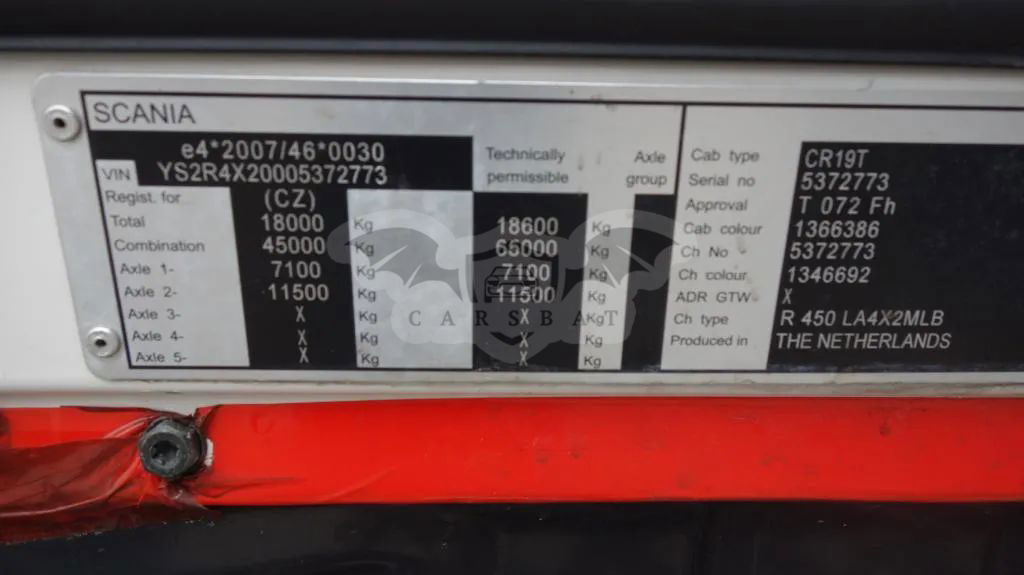 SCANIA
e4*2007/46*0030
VIN YS2R4X20005372773
Technically permissible Axle group
Regist. for (CZ)
Total 18000 Kg 18600 Kg
Combination 45000 Kg 65000 Kg
Axle 1- 7100 Kg 7100 Kg
Axle 2- 11500 Kg 11500 Kg
Axle 3- X Kg X Kg
Axle 4- X Kg X Kg
Axle 5- X Kg X Kg
Cab type CR19T
Serial no 5372773
Approval T 072 Fh
Cab colour 1366386
Ch No 5372773
Ch colour 1346692
ADR GTW X
Ch type R 450 LA4X2MLB
Produced in THE NETHERLANDS
CARSBAT